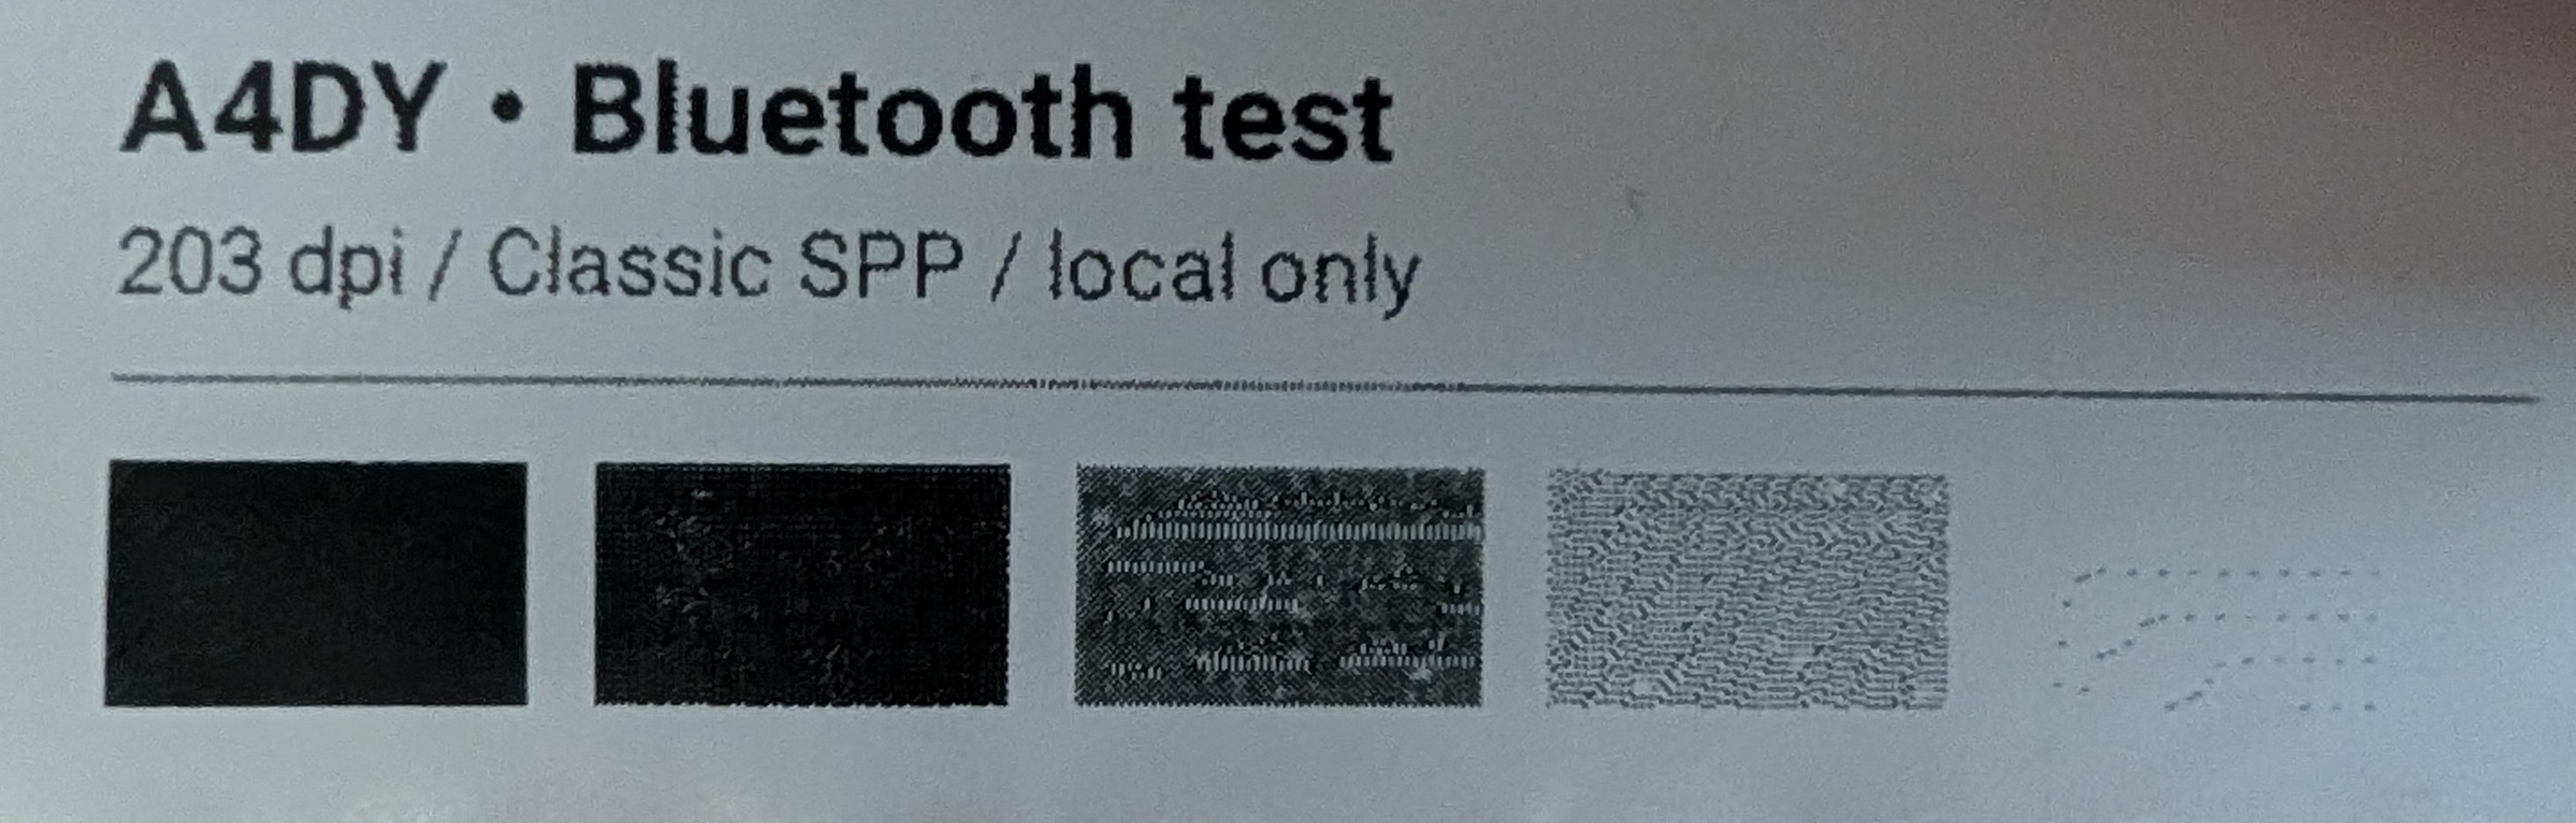 A4DY • Bluetooth test
203 dpi / Classic SPP / local only